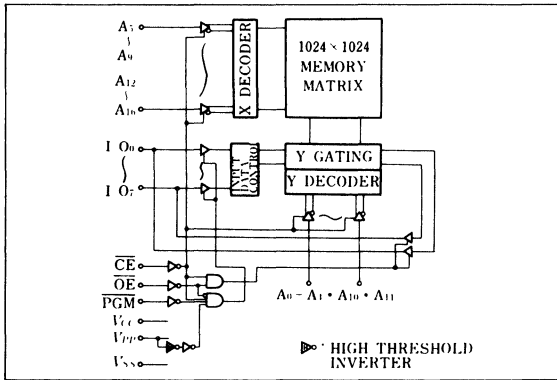 A5
~
A9
A12
~
A16
X DECODER
1024 × 1024
MEMORY
MATRIX
I/O0
~
I/O7
INPUT
DATA
CONTROL
Y GATING
Y DECODER
CE
OE
PGM
VCC
VPP
VSS
A0 - A4 • A10 • A11
: HIGH THRESHOLD
INVERTER